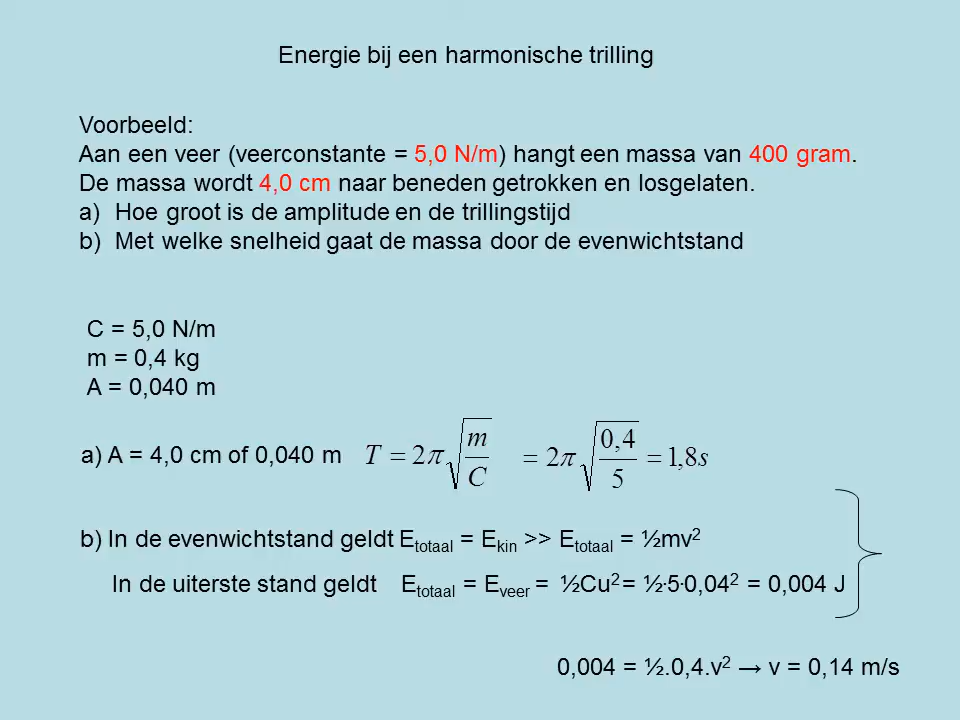 Energie bij een harmonische trilling
Voorbeeld:
Aan een veer (veerconstante = 5,0 N/m) hangt een massa van 400 gram.
De massa wordt 4,0 cm naar beneden getrokken en losgelaten.
a) Hoe groot is de amplitude en de trillingstijd
b) Met welke snelheid gaat de massa door de evenwichtstand
C = 5,0 N/m
m = 0,4 kg
A = 0,040 m
a) A = 4,0 cm of 0,040 m T = 2π√(m/C) = 2π√(0,4/5) = 1,8s
b) In de evenwichtstand geldt E_totaal = E_kin >> E_totaal = ½mv²
In de uiterste stand geldt E_totaal = E_veer = ½Cu² = ½·5·0,04² = 0,004 J
0,004 = ½.0,4.v² → v = 0,14 m/s